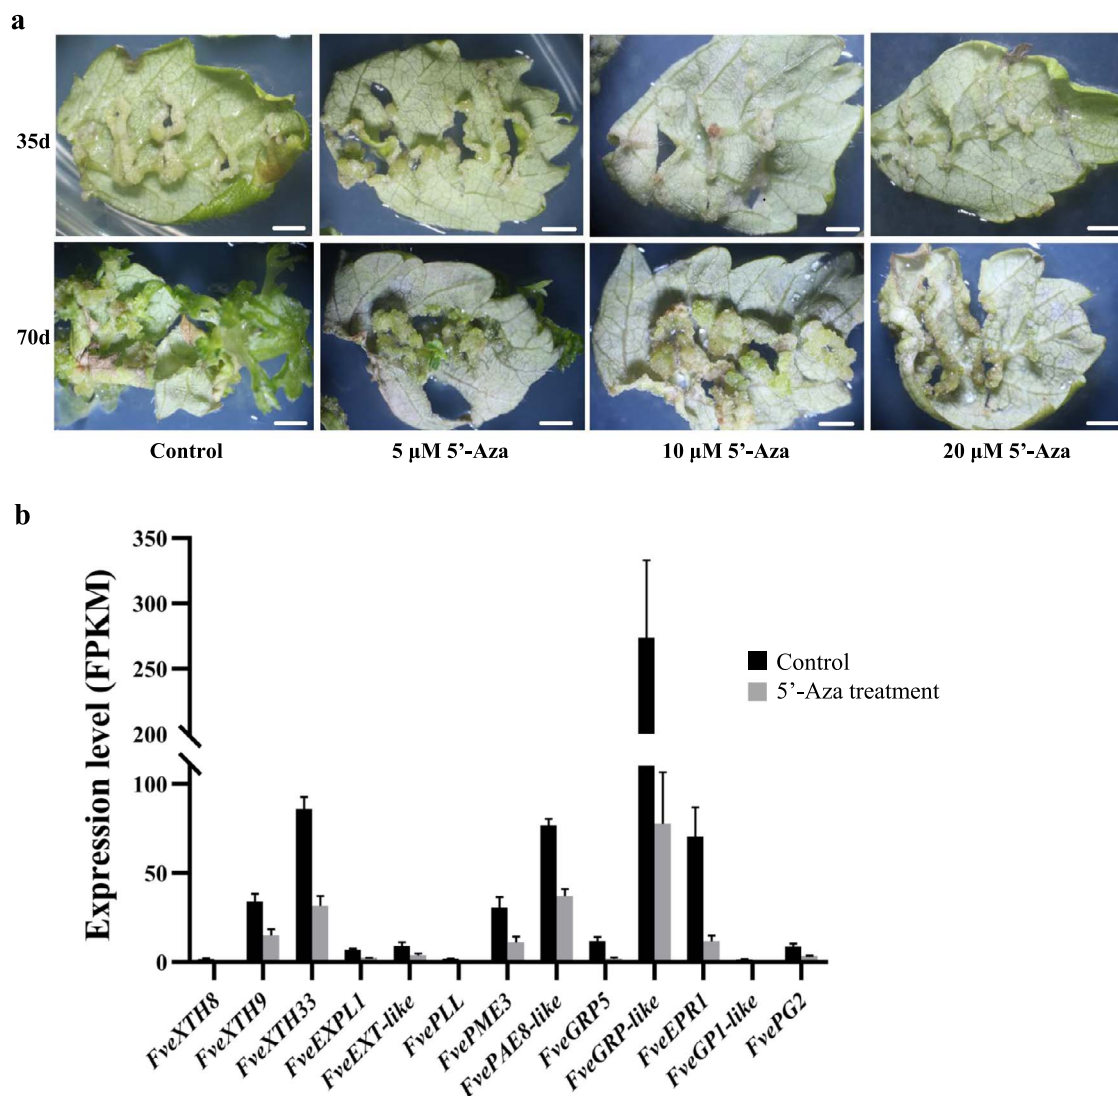 a
35d
70d
Control
5 μM 5’-Aza
10 μM 5’-Aza
20 μM 5’-Aza
b
Expression level (FPKM)
350
300
250
200
100
50
0
Control
5’-Aza treatment
FveXTH8
FveXTH9
FveXTH33
FveEXPL1
FveEXT-like
FvePLL
FvePME3
FvePAE8-like
FveGRP5
FveGRP-like
FveEPR1
FveGP1-like
FvePG2